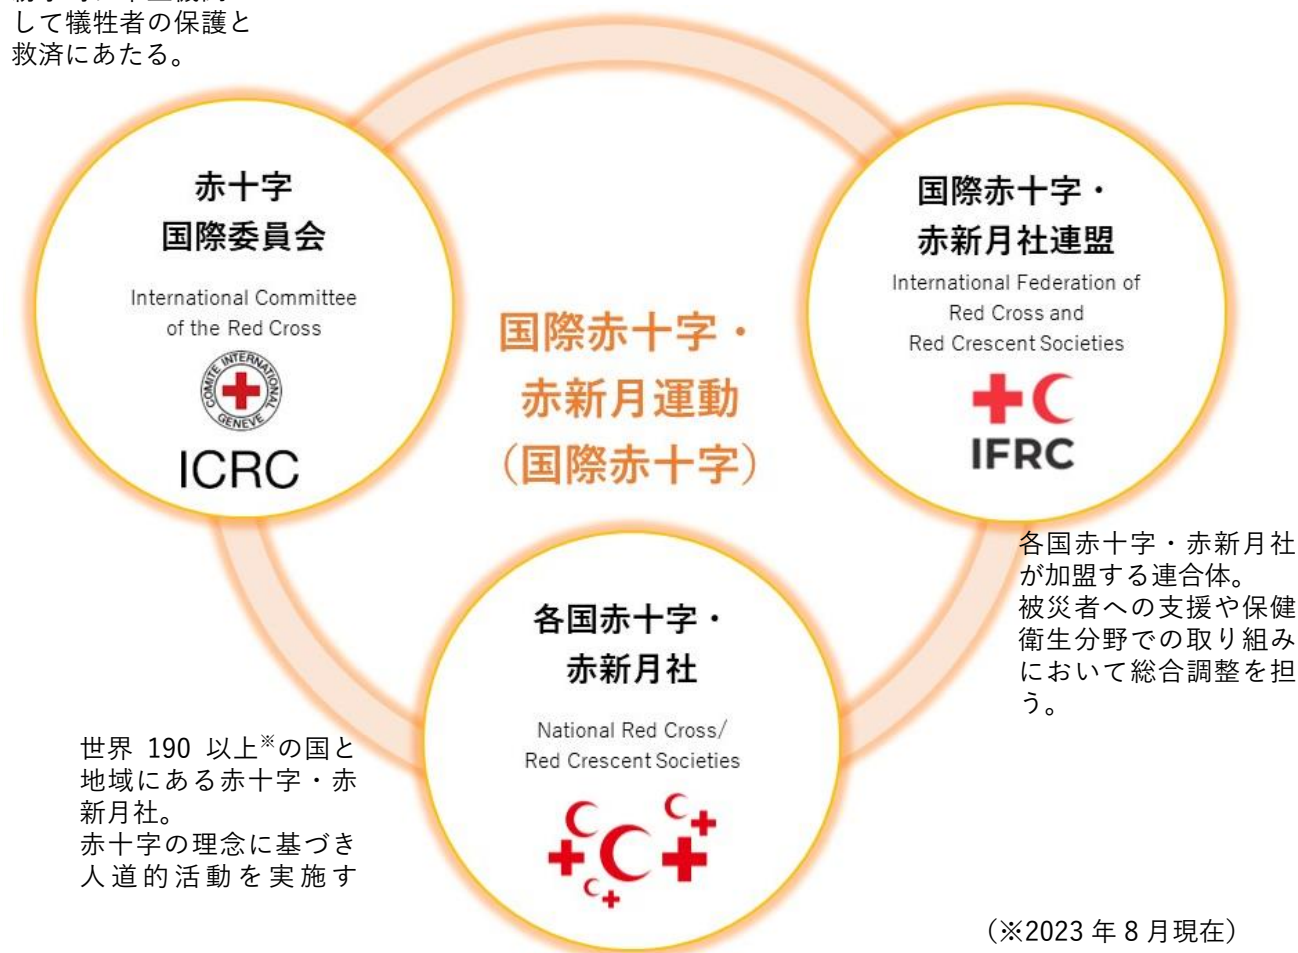 して犠牲者の保護と
救済にあたる。
赤十字
国際委員会
International Committee
of the Red Cross
COMITE INTERNATIONAL
GENEVE
ICRC
国際赤十字・
赤新月社連盟
International Federation of
Red Cross and
Red Crescent Societies
IFRC
国際赤十字・
赤新月運動
（国際赤十字）
各国赤十字・赤新月社
が加盟する連合体。
被災者への支援や保健
衛生分野での取り組み
において総合調整を担
う。
各国赤十字・
赤新月社
National Red Cross/
Red Crescent Societies
世界 190 以上※の国と
地域にある赤十字・赤
新月社。
赤十字の理念に基づき
人道的活動を実施す
（※2023 年 8 月現在）